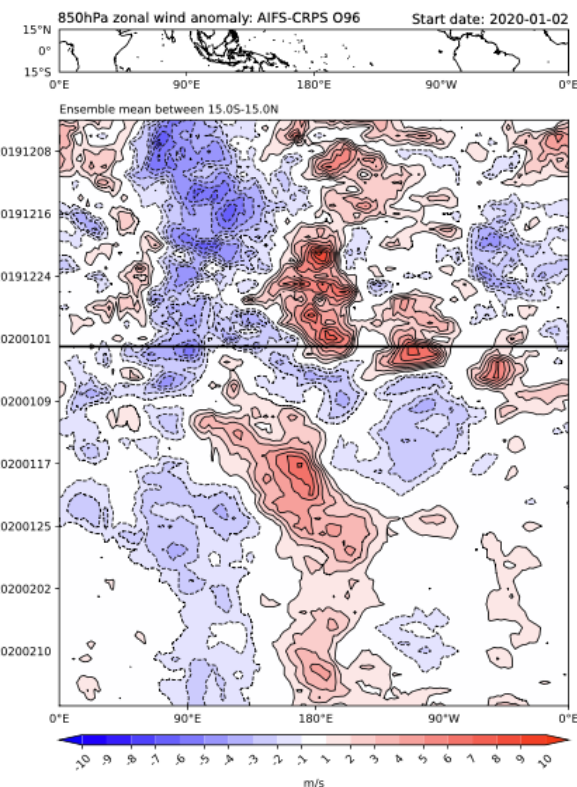 850hPa zonal wind anomaly: AIFS-CRPS O96 Start date: 2020-01-02
15°N
0°
15°S
0°E 90°E 180°E 90°W 0°E
Ensemble mean between 15.0S-15.0N
0191208
0191216
0191224
0200101
0200109
0200117
0200125
0200202
0200210
0°E 90°E 180°E 90°W 0°E
-10 -9 -8 -7 -6 -5 -4 -3 -2 -1 1 2 3 4 5 6 7 8 9 10
m/s